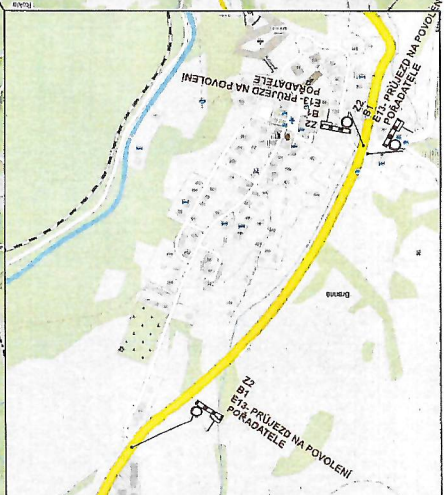 Z2
B1
E13- PRŮJEZD NA POVOLENÍ
POŘADATELE
Z2
B1
E13- PRŮJEZD NA POVOLENÍ
POŘADATELE
Branná
Z2
B1
E13- PRŮJEZD NA POVOLENÍ
POŘADATELE